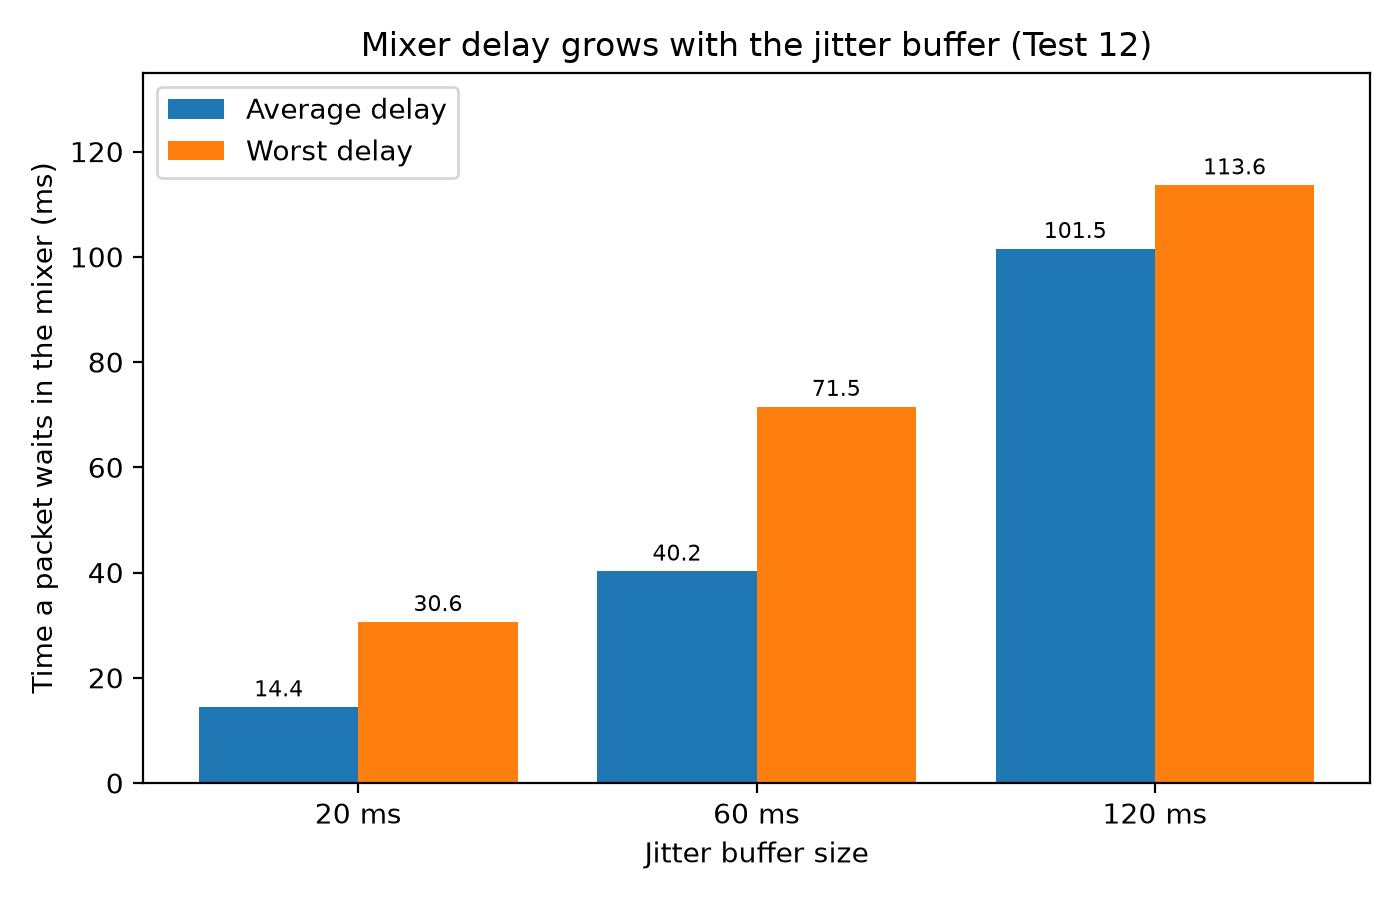 Mixer delay grows with the jitter buffer (Test 12)
Average delay
Worst delay
Time a packet waits in the mixer (ms)
120
100
80
60
40
20
0
14.4
30.6
40.2
71.5
101.5
113.6
20 ms
60 ms
120 ms
Jitter buffer size